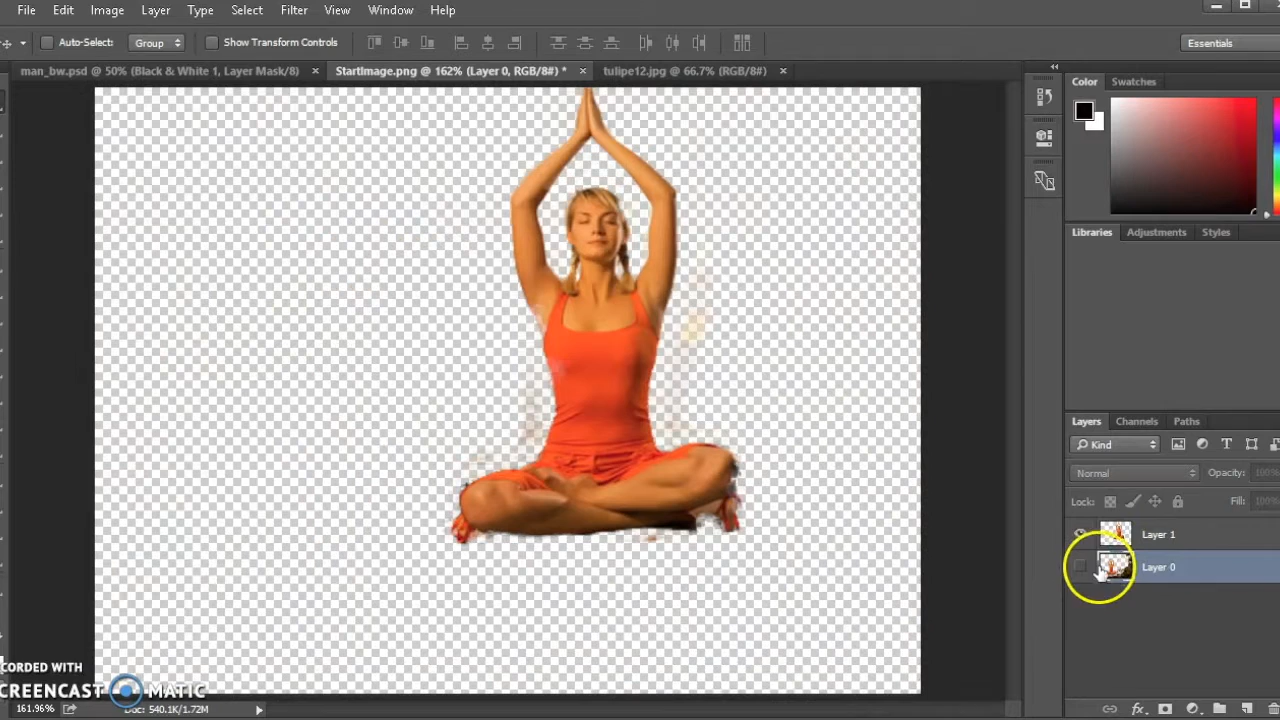 File Edit Image Layer Type Select Filter View Window Help
Auto-Select: Group Show Transform Controls Essentials
man_bw.psd @ 50% (Black & White 1, Layer Mask/8) × StartImage.png @ 162% (Layer 0, RGB/8#) * × tulipe12.jpg @ 66.7% (RGB/8#) ×
Color Swatches
Libraries Adjustments Styles
Layers Channels Paths
Kind
Normal Opacity: 100%
Lock: Fill: 100%
Layer 1
Layer 0
CORDED WITH
CREENCAST MATIC
161.96% Doc: 540.1K/1.72M